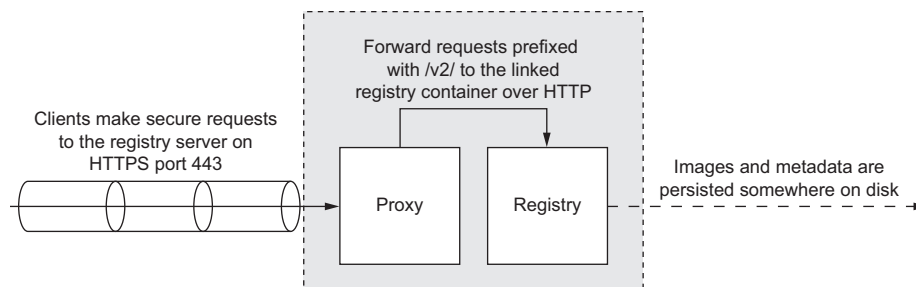 Forward requests prefixed
with /v2/ to the linked
registry container over HTTP
Clients make secure requests
to the registry server on
HTTPS port 443
Proxy
Registry
Images and metadata are
persisted somewhere on disk